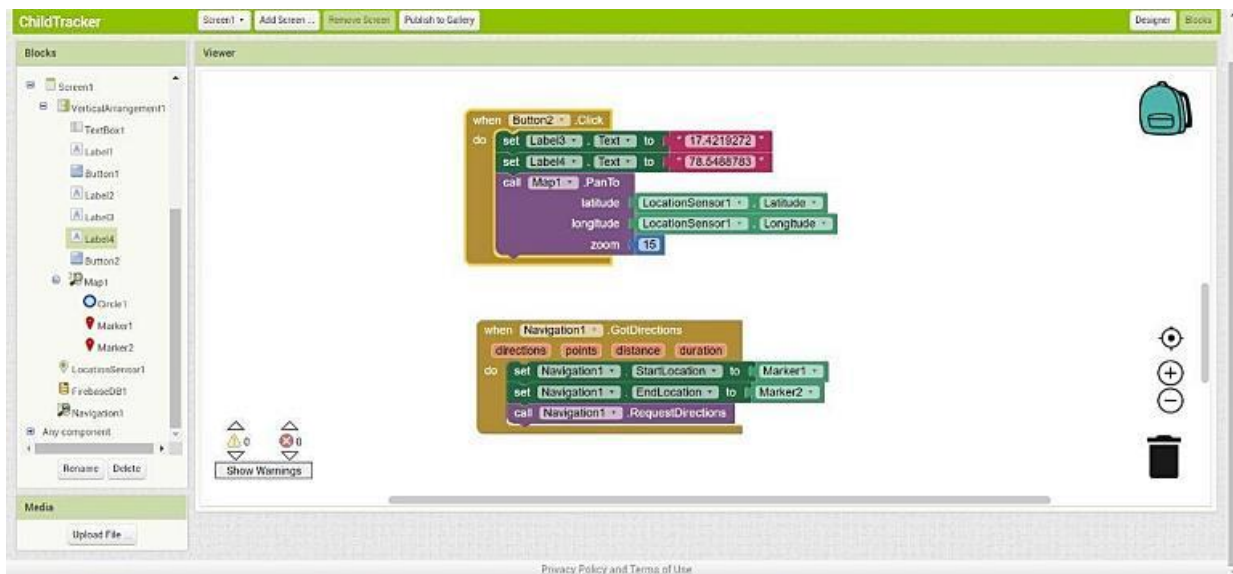 ChildTracker Screen1 Add Screen ... Remove Screen Publish to Gallery Designer Blocks
Blocks
Viewer
Screen1
VerticalArrangement1
TextBox1
Label1
Button1
Label2
Label3
Label4
Button2
Map1
Circle1
Marker1
Marker2
LocationSensor1
FirebaseDB1
Navigation1
Any component
Rename Delete
Media
Upload File ...
when Button2 .Click
do set Label3 . Text to " 17.4219272 "
set Label4 . Text to " 78.5488783 "
call Map1 .PanTo
latitude LocationSensor1 . Latitude
longitude LocationSensor1 . Longitude
zoom 15
when Navigation1 .GotDirections
directions points distance duration
do set Navigation1 . StartLocation to Marker1
set Navigation1 . EndLocation to Marker2
call Navigation1 .RequestDirections
0 0
Show Warnings
Privacy Policy and Terms of Use